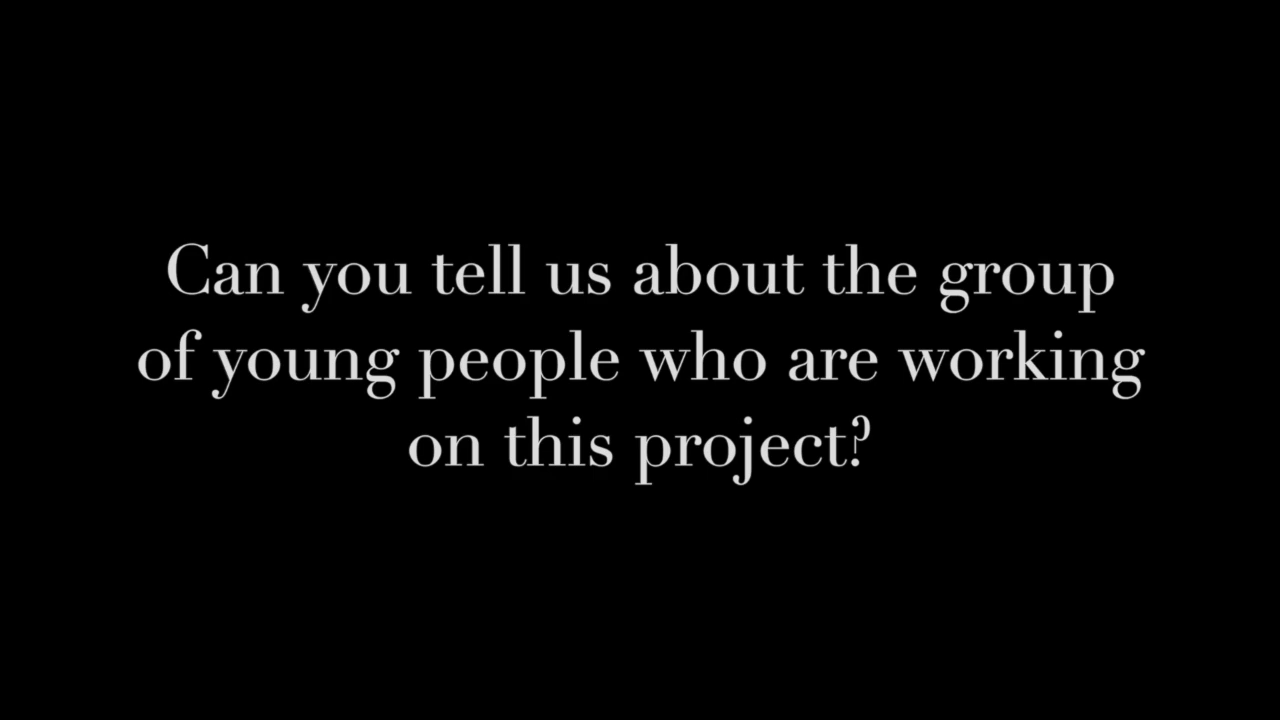 Can you tell us about the group
of young people who are working
on this project?